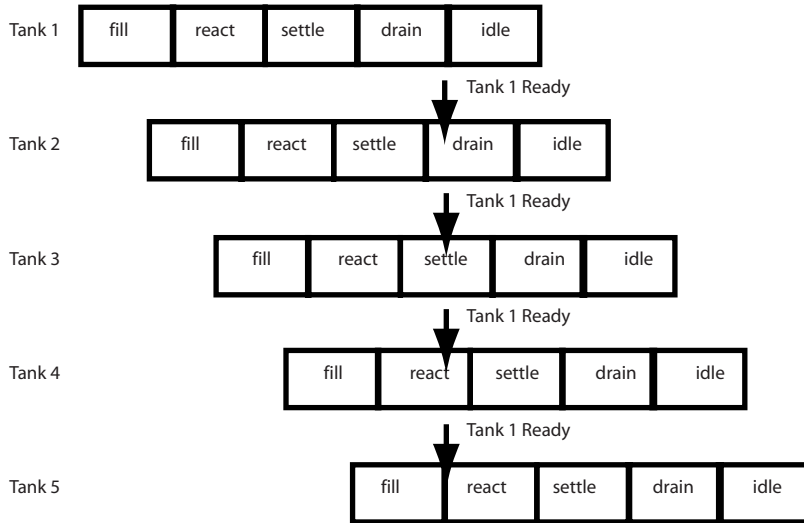 Tank 1 fill react settle drain idle
Tank 1 Ready
Tank 2 fill react settle drain idle
Tank 1 Ready
Tank 3 fill react settle drain idle
Tank 1 Ready
Tank 4 fill react settle drain idle
Tank 1 Ready
Tank 5 fill react settle drain idle